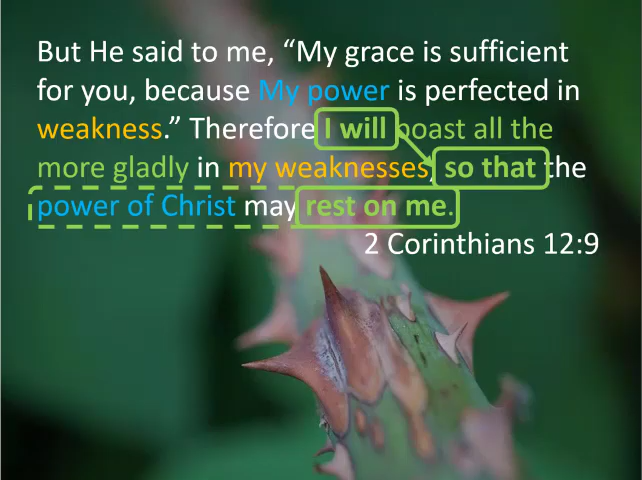 But He said to me, “My grace is sufficient
for you, because My power is perfected in
weakness.” Therefore I will boast all the
more gladly in my weaknesses, so that the
power of Christ may rest on me.
2 Corinthians 12:9